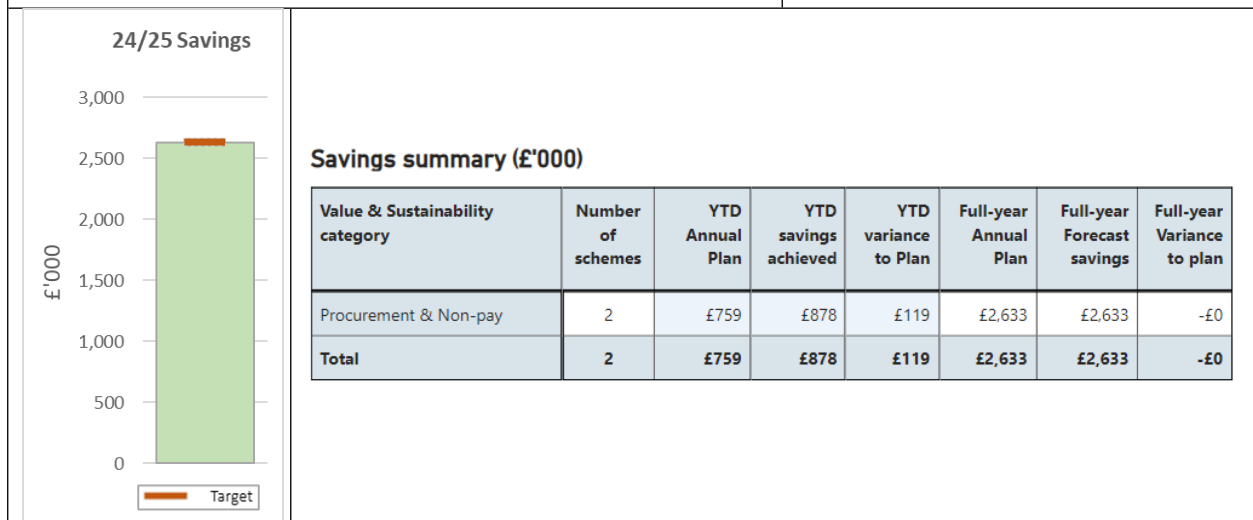 24/25 Savings
3,000
2,500
2,000
1,500
1,000
500
0
£'000
Target
Savings summary (£'000)
Value & Sustainability category Number of schemes YTD Annual Plan YTD savings achieved YTD variance to Plan Full-year Annual Plan Full-year Forecast savings Full-year Variance to plan
Procurement & Non-pay 2 £759 £878 £119 £2,633 £2,633 -£0
Total 2 £759 £878 £119 £2,633 £2,633 -£0